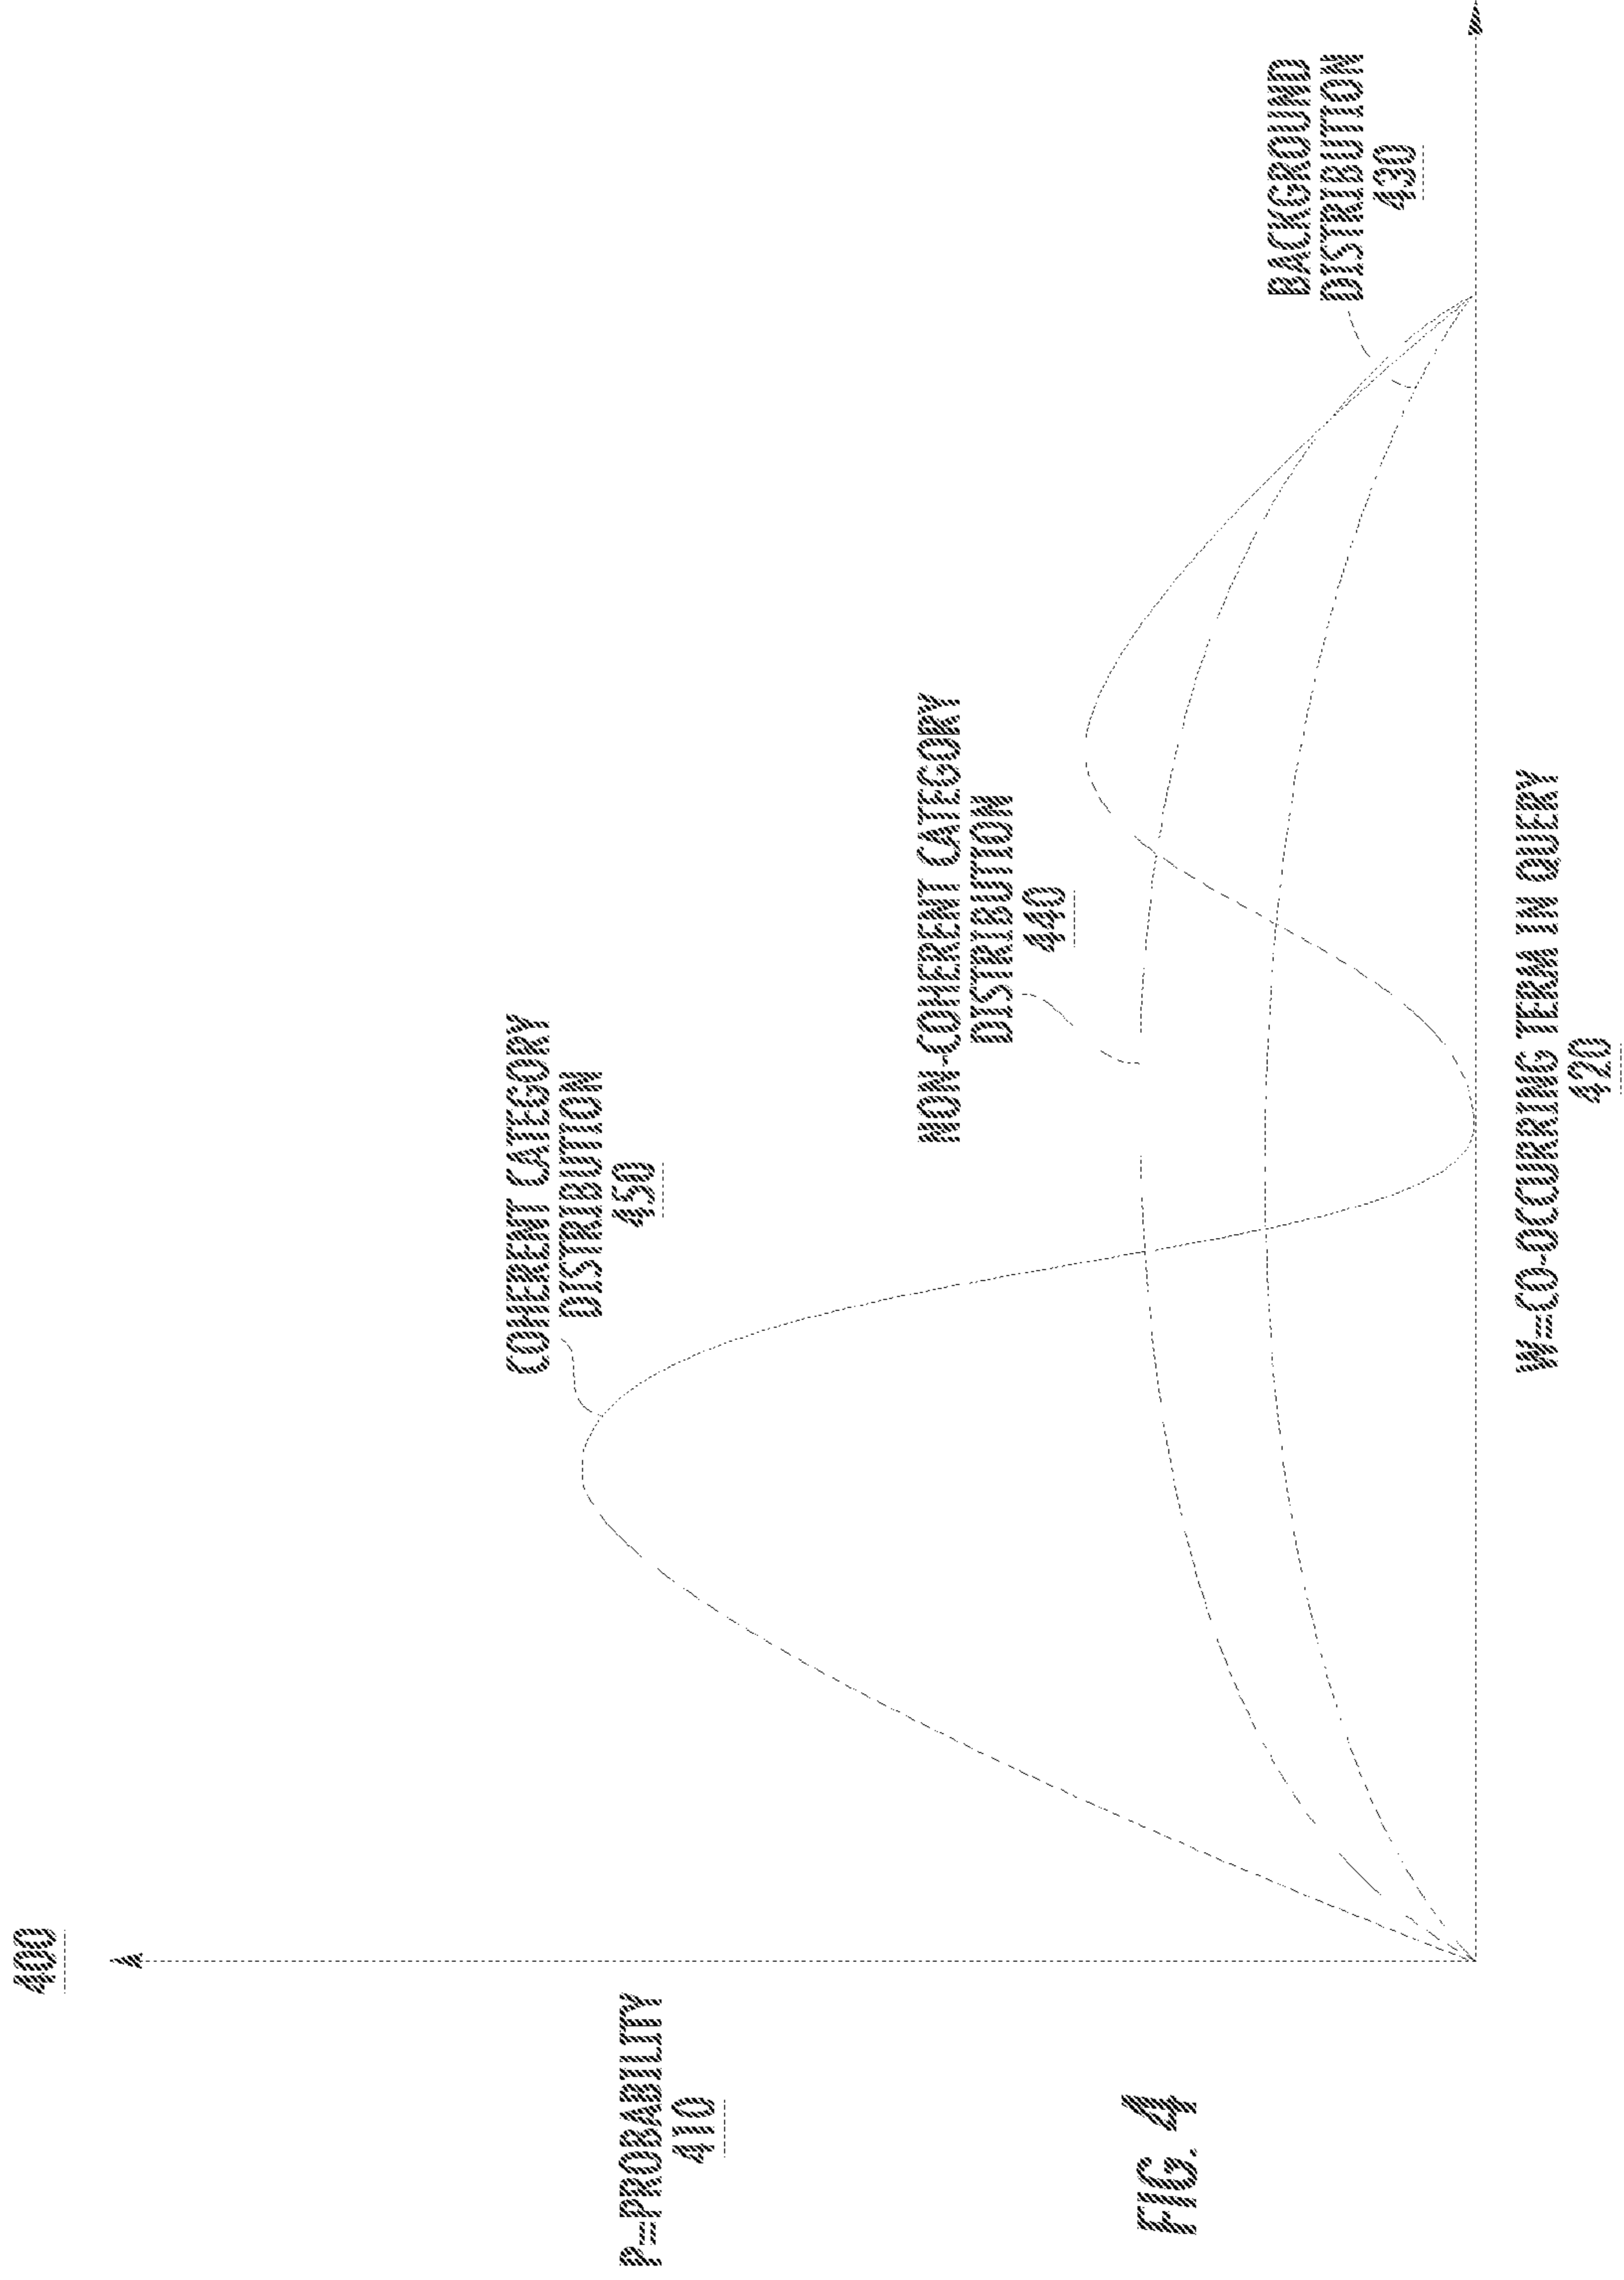 400
P=PROBABILITY
410
COHERENT CATEGORY
DISTRIBUTION
450
NON-COHERENT CATEGORY
DISTRIBUTION
440
BACKGROUND
DISTRIBUTION
430
W=CO-OCCURRING TERM IN QUERY
420
FIG. 4